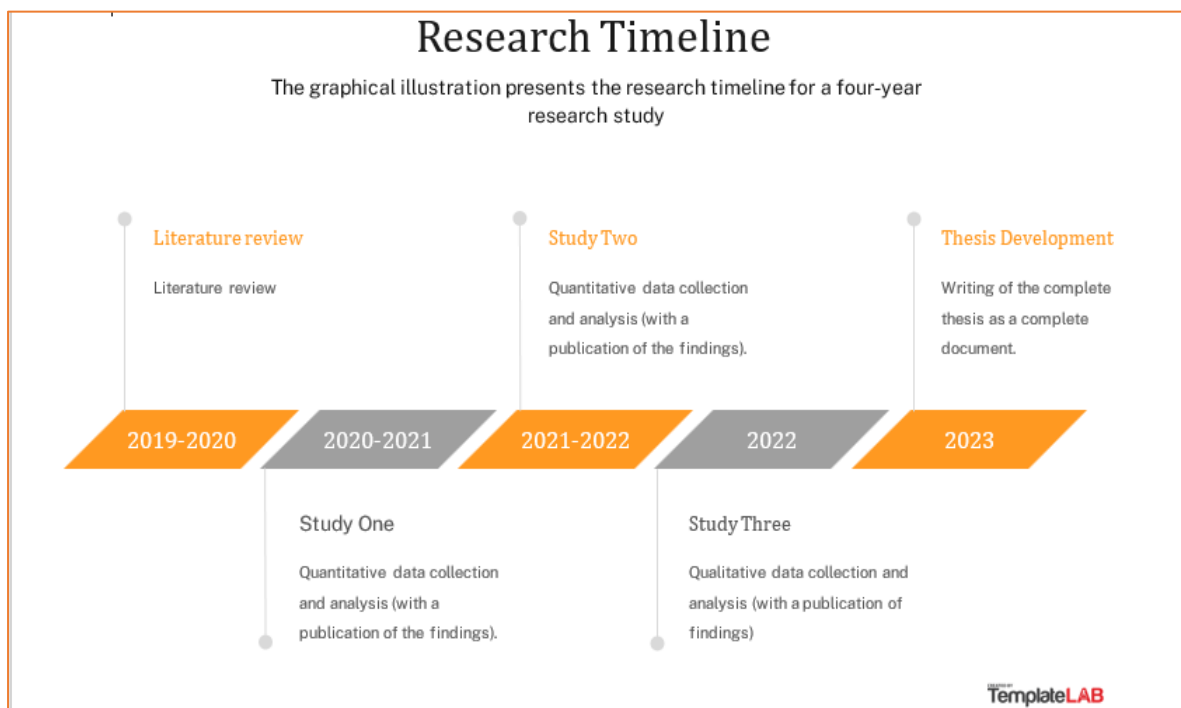 Research Timeline
The graphical illustration presents the research timeline for a four-year
research study
Literature review
Literature review
Study Two
Quantitative data collection
and analysis (with a
publication of the findings).
Thesis Development
Writing of the complete
thesis as a complete
document.
2019-2020
2020-2021
2021-2022
2022
2023
Study One
Quantitative data collection
and analysis (with a
publication of the findings).
Study Three
Qualitative data collection and
analysis (with a publication of
findings)
CREATED BY
TemplateLAB